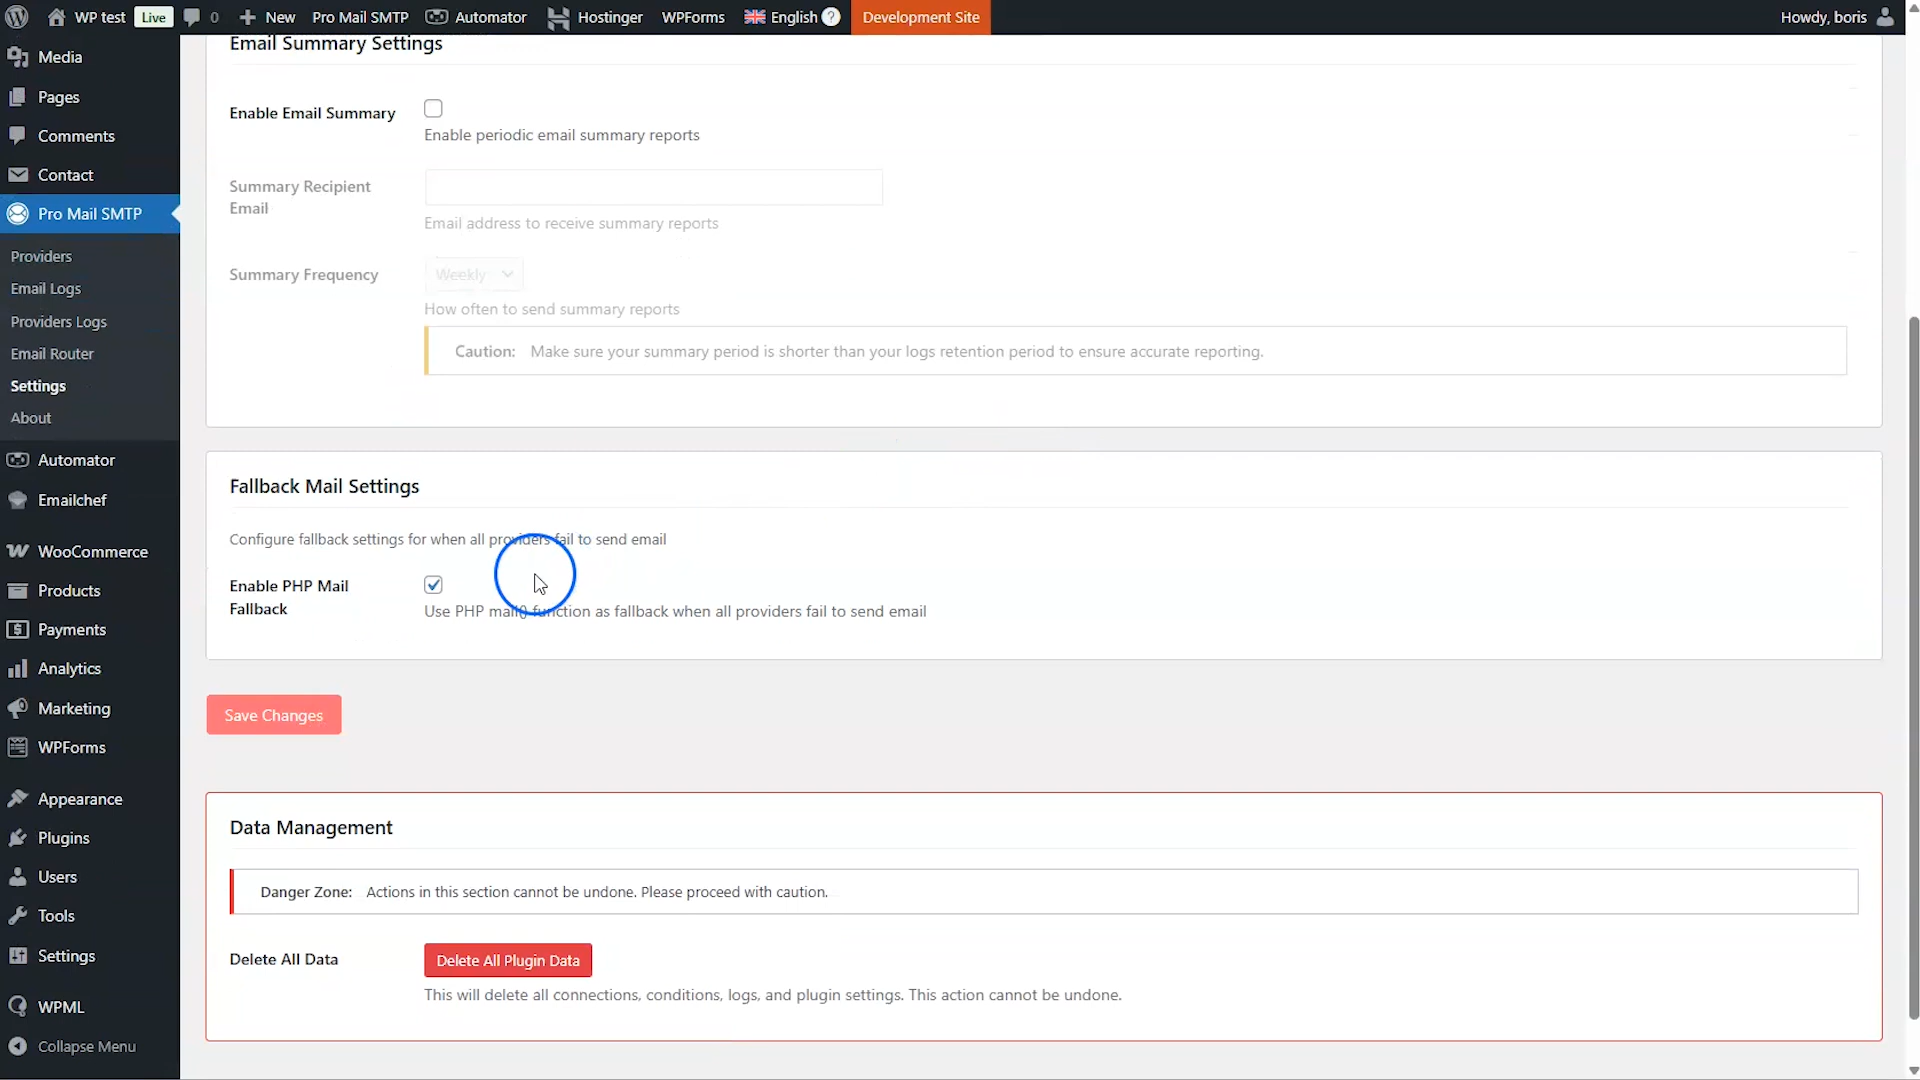 WP test Live 0 New Pro Mail SMTP Automator Hostinger WPForms English ? Development Site Howdy, boris
Media
Pages
Comments
Contact
Pro Mail SMTP
Providers
Email Logs
Providers Logs
Email Router
Settings
About
Automator
Emailchef
WooCommerce
Products
Payments
Analytics
Marketing
WPForms
Appearance
Plugins
Users
Tools
Settings
WPML
Collapse Menu
Email Summary Settings
Enable Email Summary
Enable periodic email summary reports
Summary Recipient
Email
Email address to receive summary reports
Summary Frequency
Weekly
How often to send summary reports
Caution: Make sure your summary period is shorter than your logs retention period to ensure accurate reporting.
Fallback Mail Settings
Configure fallback settings for when all providers fail to send email
Enable PHP Mail
Fallback
Use PHP mail() function as fallback when all providers fail to send email
Save Changes
Data Management
Danger Zone: Actions in this section cannot be undone. Please proceed with caution.
Delete All Data
Delete All Plugin Data
This will delete all connections, conditions, logs, and plugin settings. This action cannot be undone.